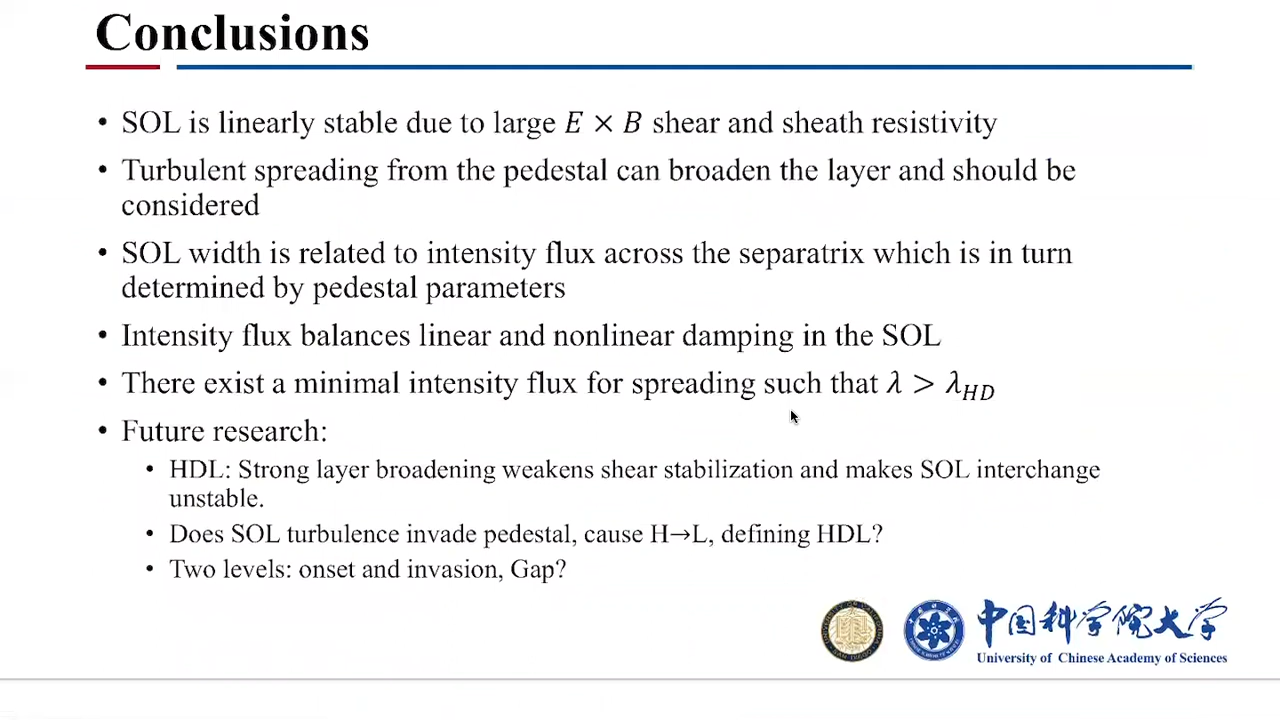 Conclusions
• SOL is linearly stable due to large E × B shear and sheath resistivity
• Turbulent spreading from the pedestal can broaden the layer and should be
considered
• SOL width is related to intensity flux across the separatrix which is in turn
determined by pedestal parameters
• Intensity flux balances linear and nonlinear damping in the SOL
• There exist a minimal intensity flux for spreading such that λ > λ_HD
• Future research:
• HDL: Strong layer broadening weakens shear stabilization and makes SOL interchange
unstable.
• Does SOL turbulence invade pedestal, cause H→L, defining HDL?
• Two levels: onset and invasion, Gap?
中国科学院大学
University of Chinese Academy of Sciences